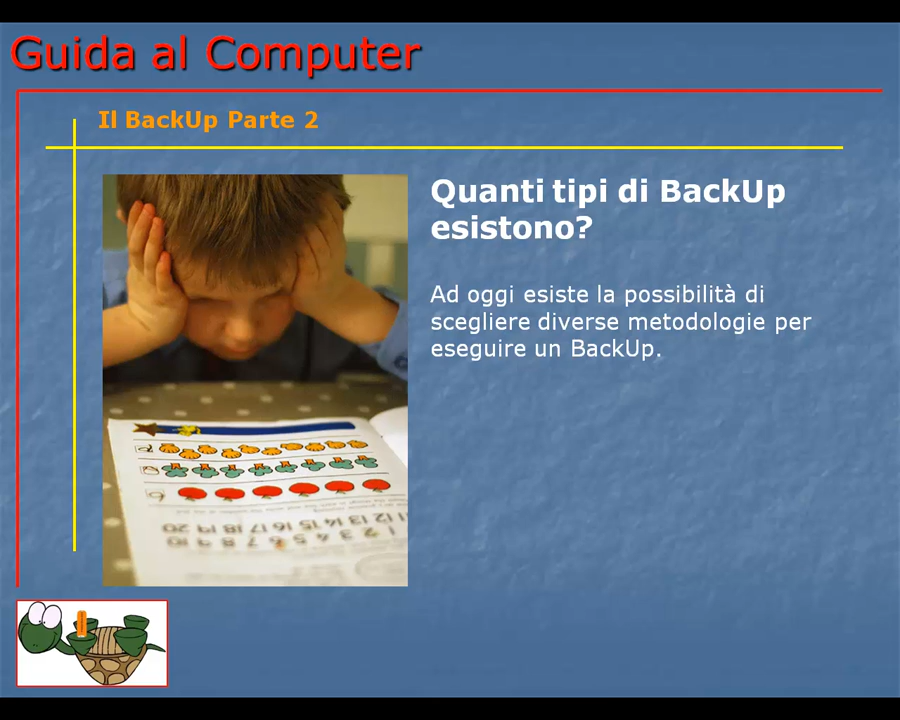 Guida al Computer
Il BackUp Parte 2
Quanti tipi di BackUp
esistono?
Ad oggi esiste la possibilità di
scegliere diverse metodologie per
eseguire un BackUp.